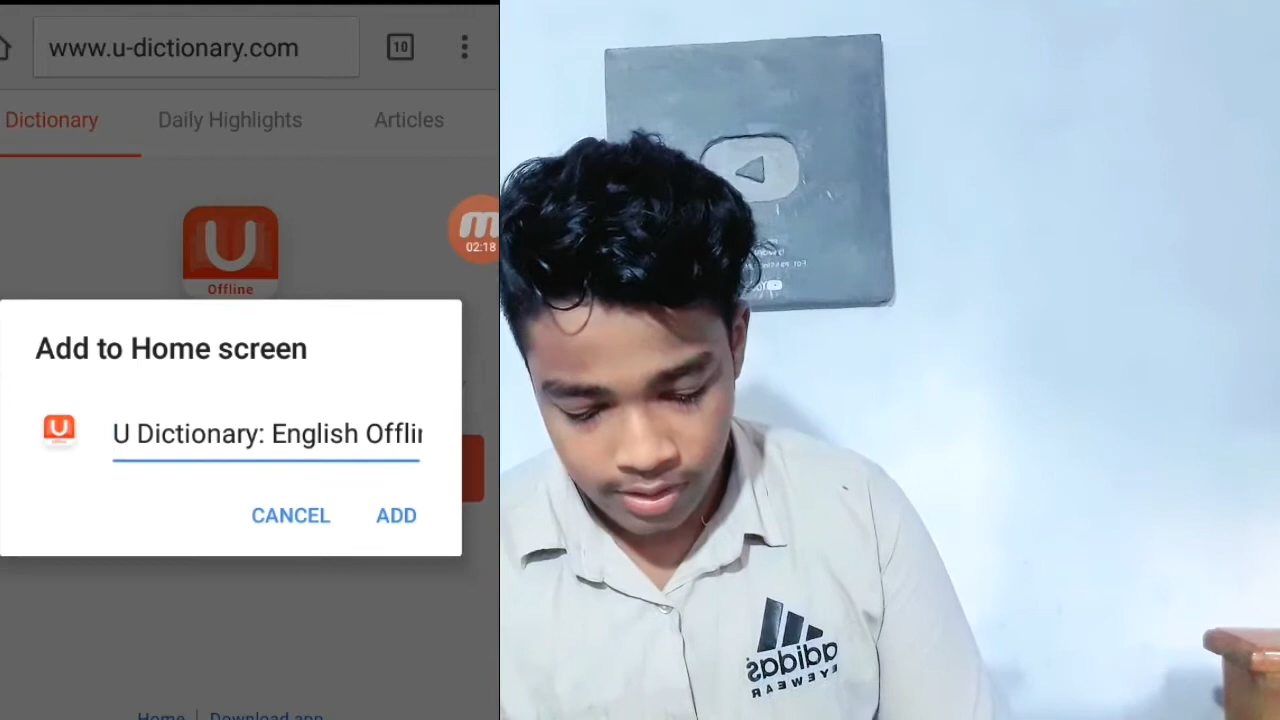 www.u-dictionary.com
10
Dictionary
Daily Highlights
Articles
U
Offline
02:18
Add to Home screen
U
U Dictionary: English Offlin
CANCEL
ADD
Home | Download app
adidas
EYEWEAR